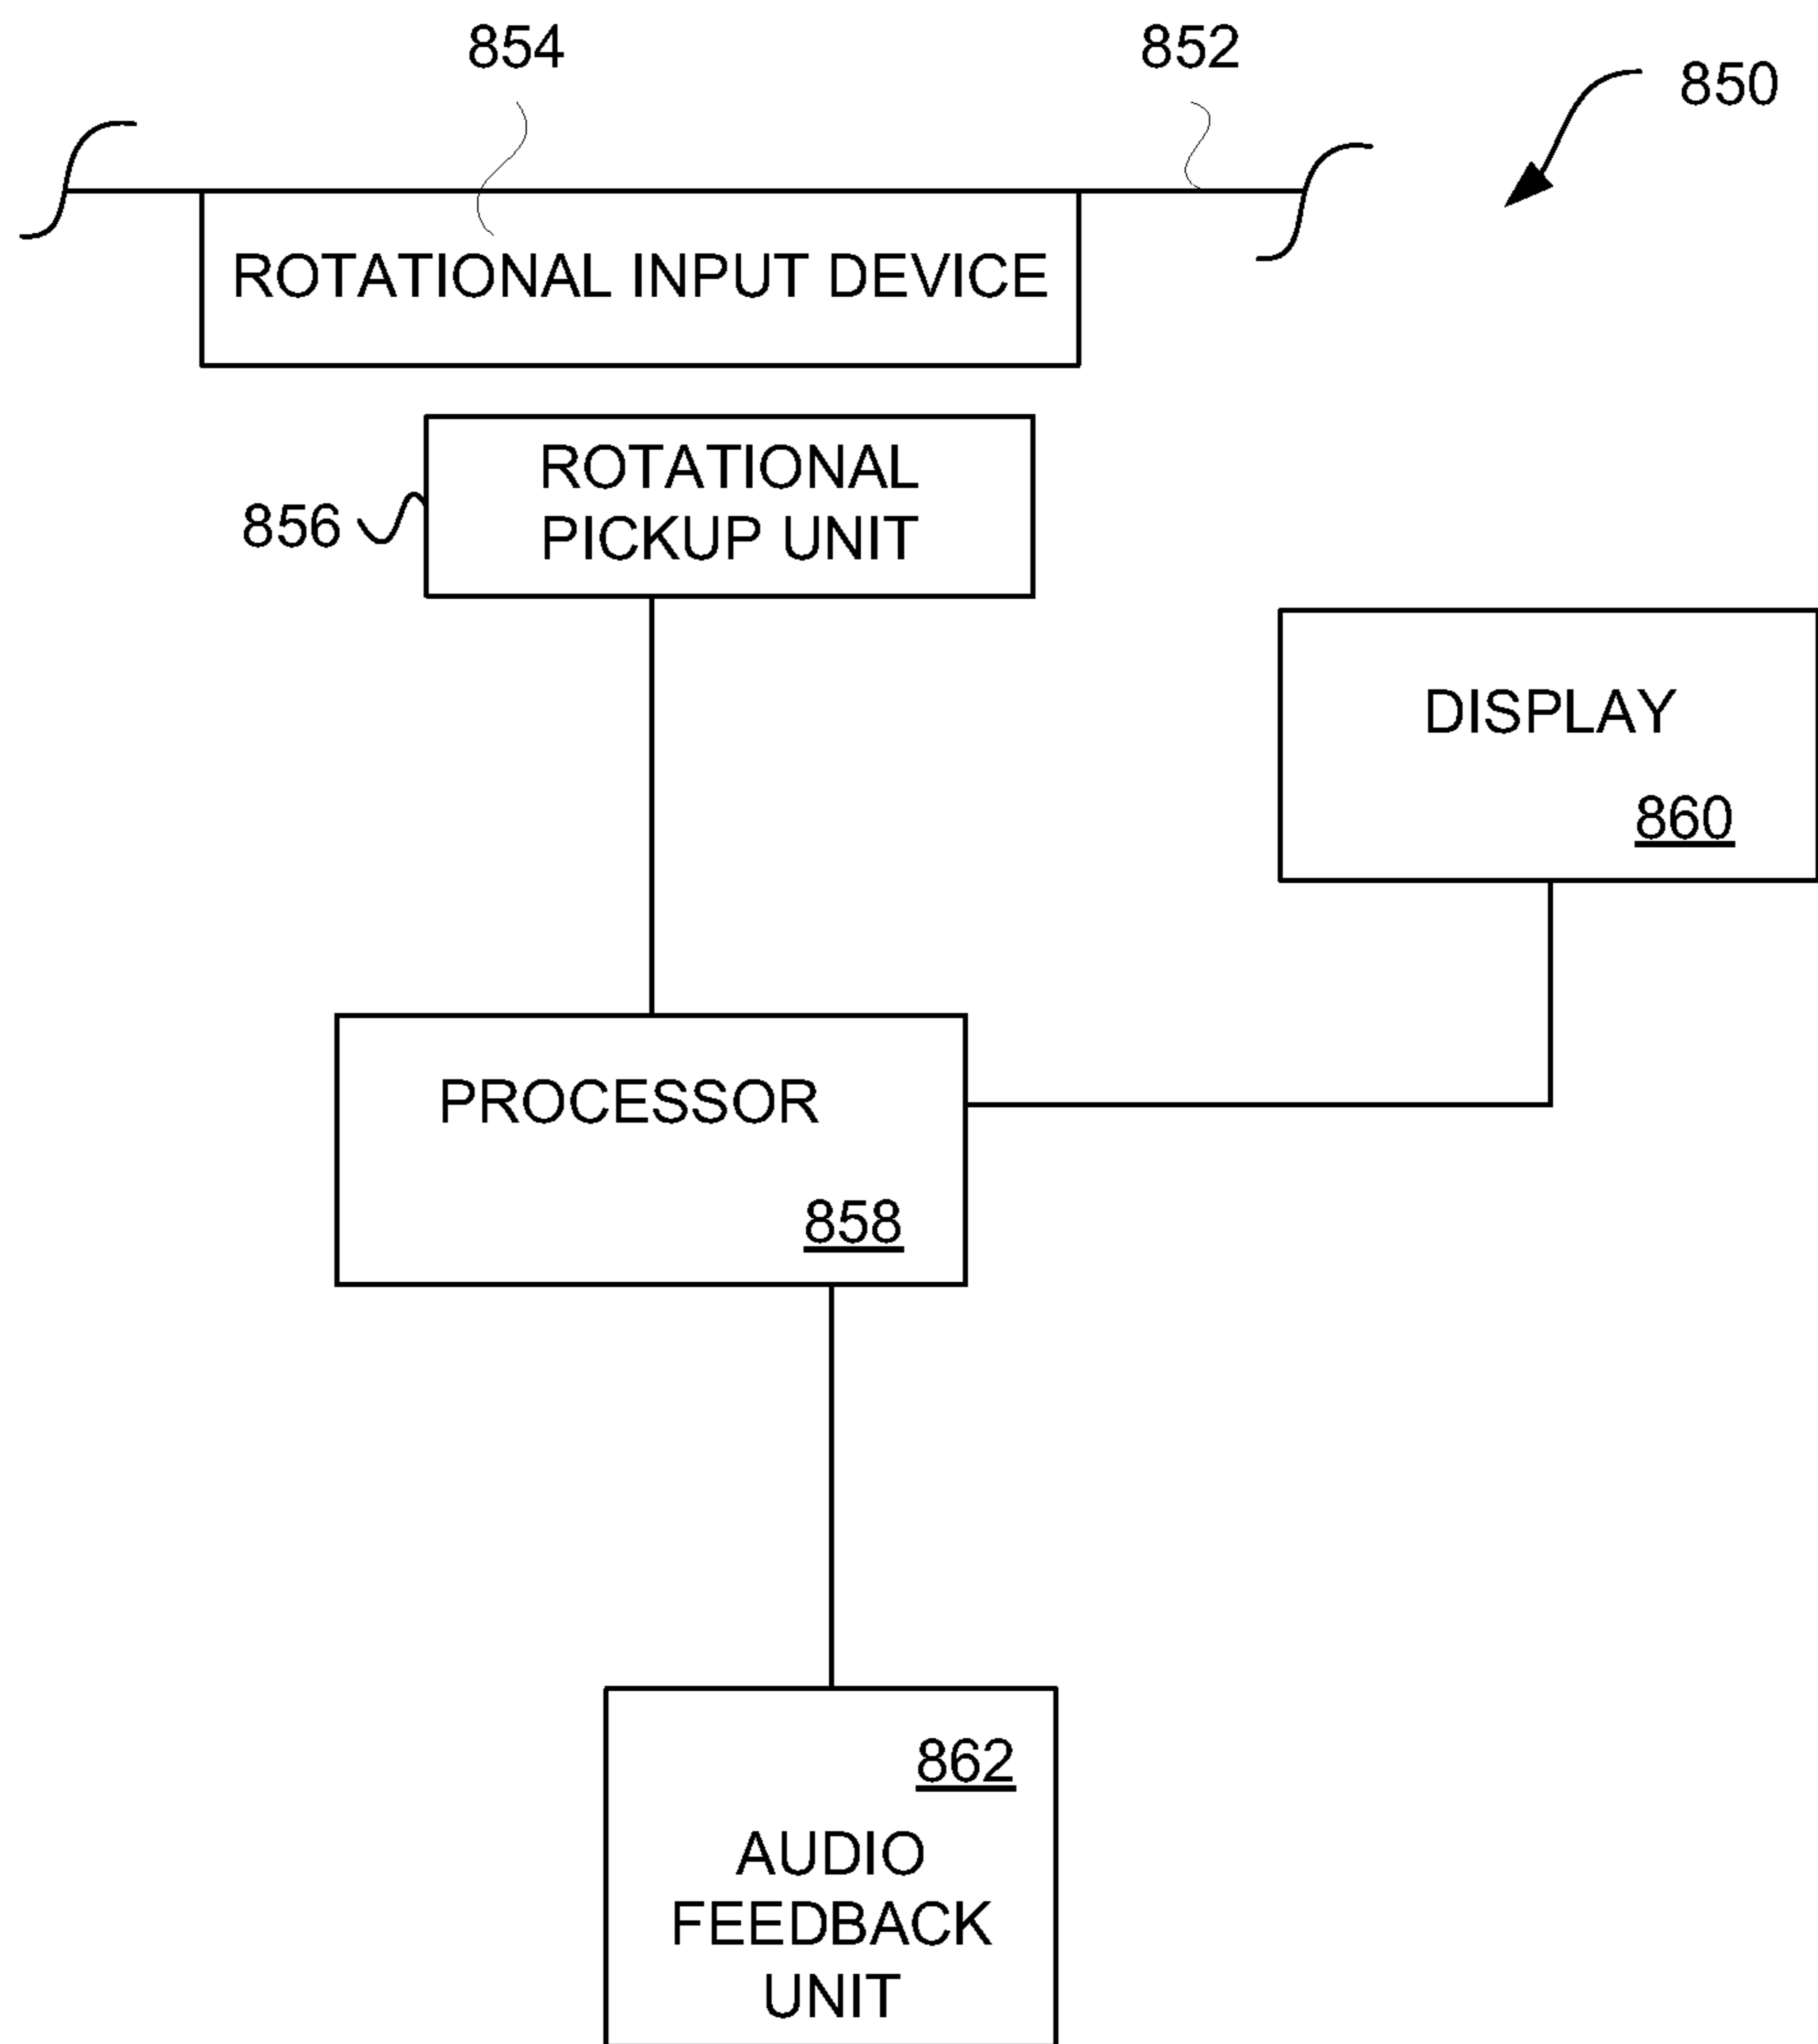 854
852
850
ROTATIONAL INPUT DEVICE
856
ROTATIONAL
PICKUP UNIT
DISPLAY
860
PROCESSOR
858
862
AUDIO
FEEDBACK
UNIT